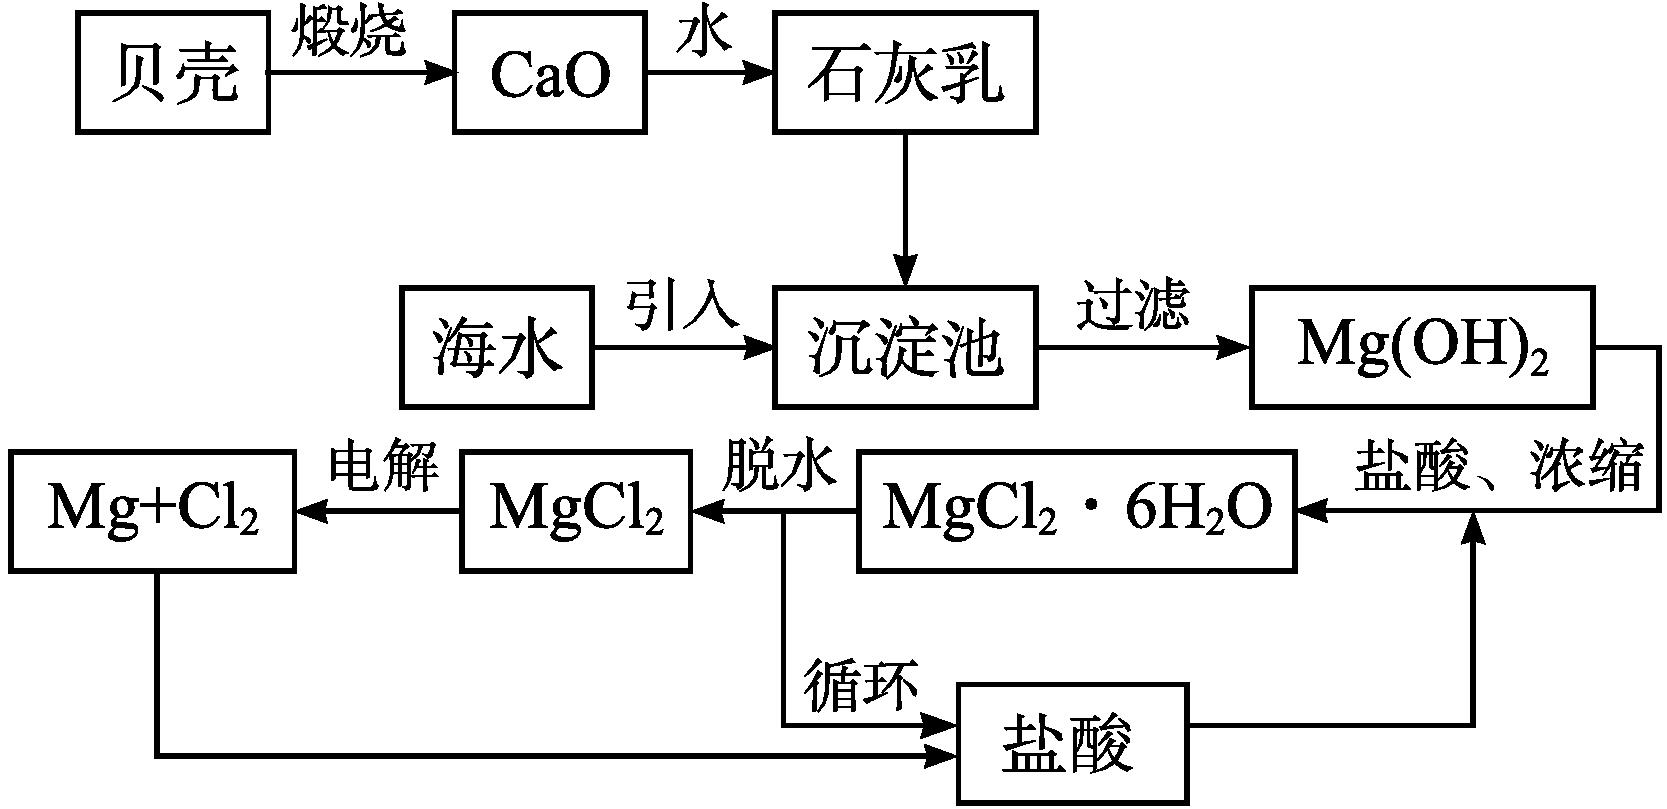 贝壳 煅烧 CaO 水 石灰乳
海水 引入 沉淀池 过滤 Mg(OH)₂
盐酸、浓缩
Mg+Cl₂ 电解 MgCl₂ 脱水 MgCl₂·6H₂O
循环
盐酸